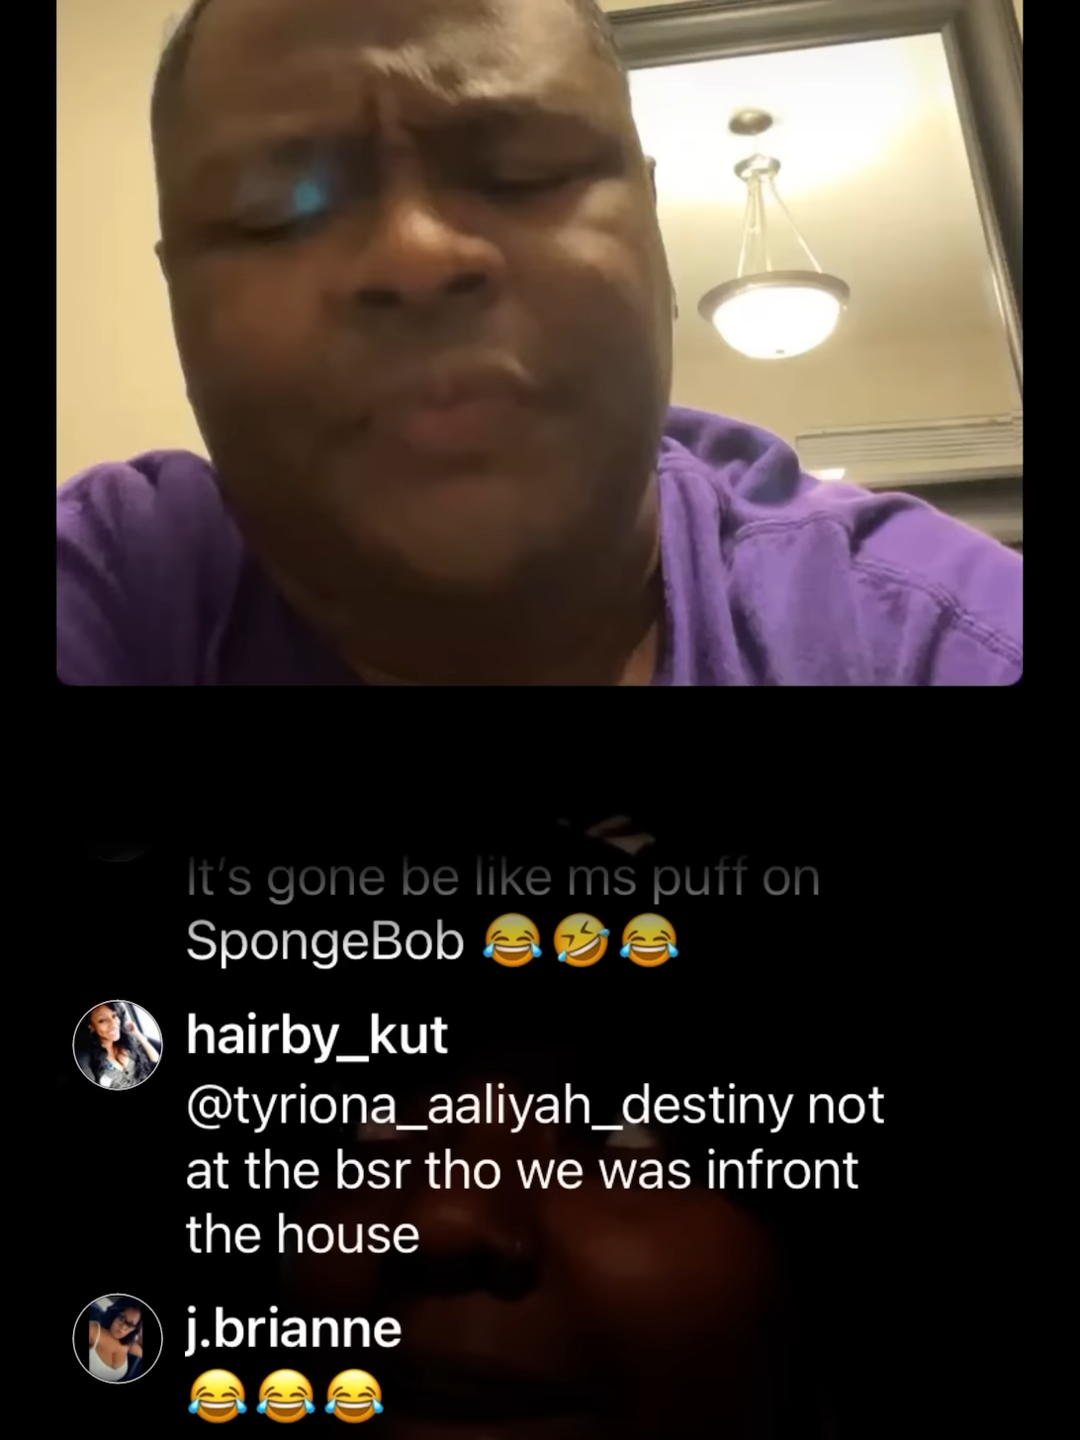 It's gone be like ms puff on
SpongeBob 😂🤣😂
hairby_kut
@tyriona_aaliyah_destiny not
at the bsr tho we was infront
the house
j.brianne
😂😂😂